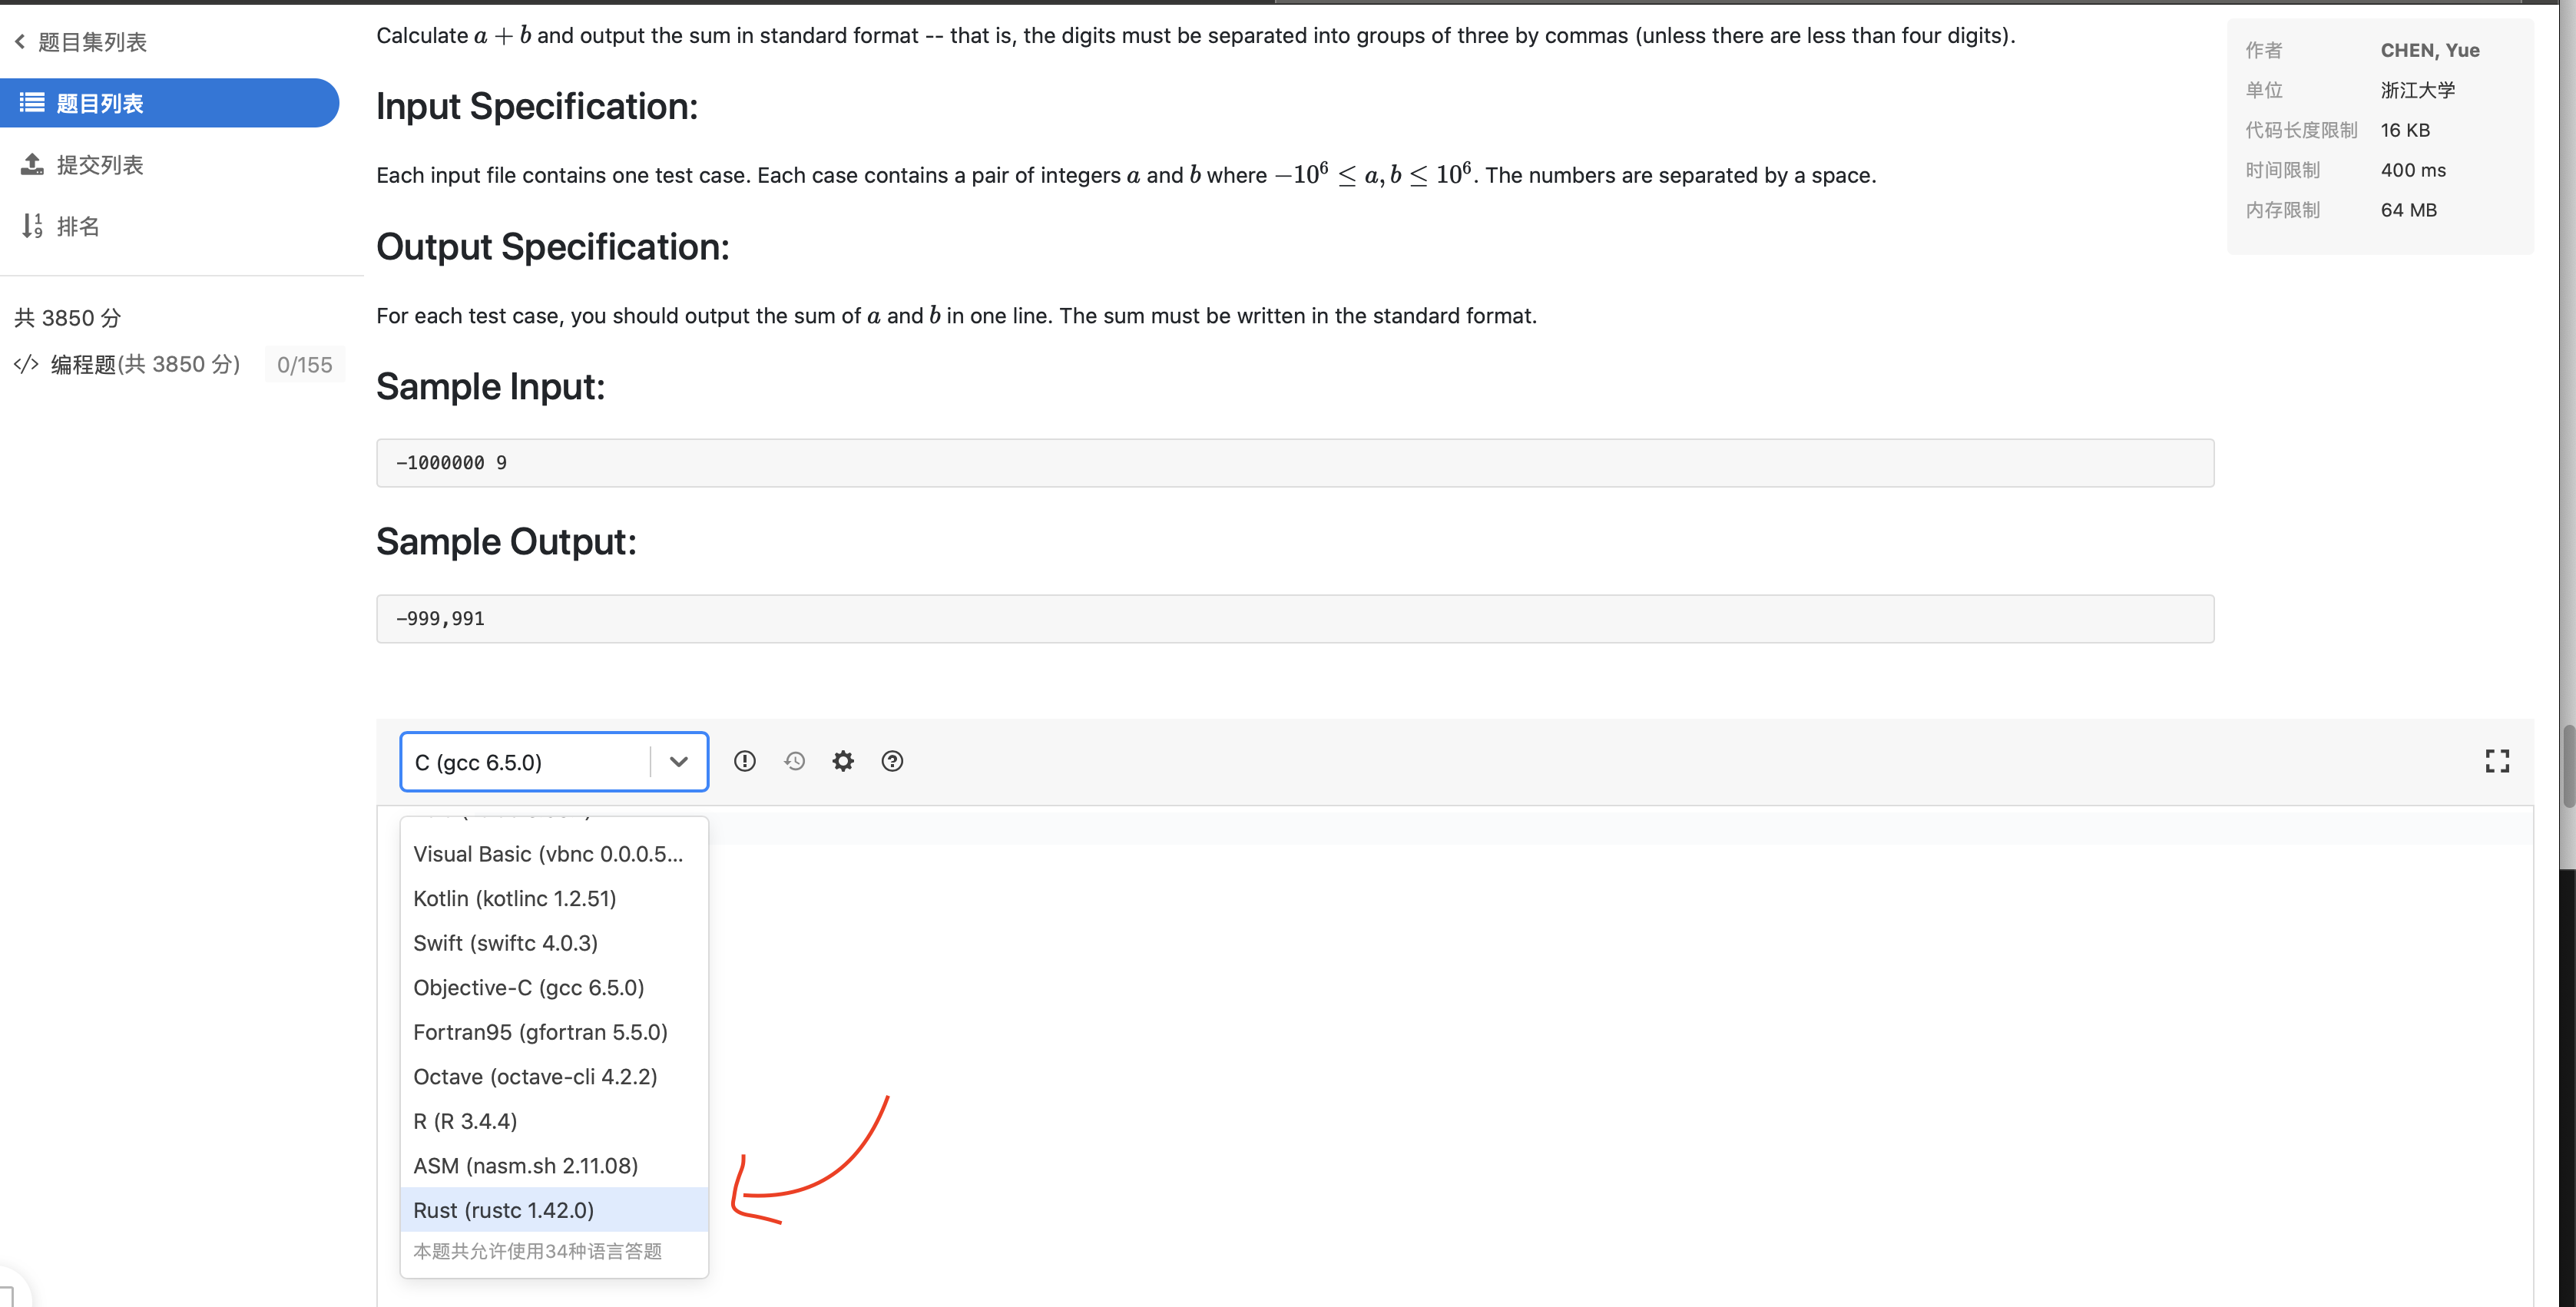 题目集列表
题目列表
提交列表
排名
共 3850 分
编程题(共 3850 分) 0/155
Calculate a + b and output the sum in standard format -- that is, the digits must be separated into groups of three by commas (unless there are less than four digits).
Input Specification:
Each input file contains one test case. Each case contains a pair of integers a and b where −10⁶ ≤ a, b ≤ 10⁶. The numbers are separated by a space.
Output Specification:
For each test case, you should output the sum of a and b in one line. The sum must be written in the standard format.
Sample Input:
-1000000 9
Sample Output:
-999,991
作者 CHEN, Yue
单位 浙江大学
代码长度限制 16 KB
时间限制 400 ms
内存限制 64 MB
C (gcc 6.5.0)
Visual Basic (vbnc 0.0.0.5...
Kotlin (kotlinc 1.2.51)
Swift (swiftc 4.0.3)
Objective-C (gcc 6.5.0)
Fortran95 (gfortran 5.5.0)
Octave (octave-cli 4.2.2)
R (R 3.4.4)
ASM (nasm.sh 2.11.08)
Rust (rustc 1.42.0)
本题共允许使用34种语言答题